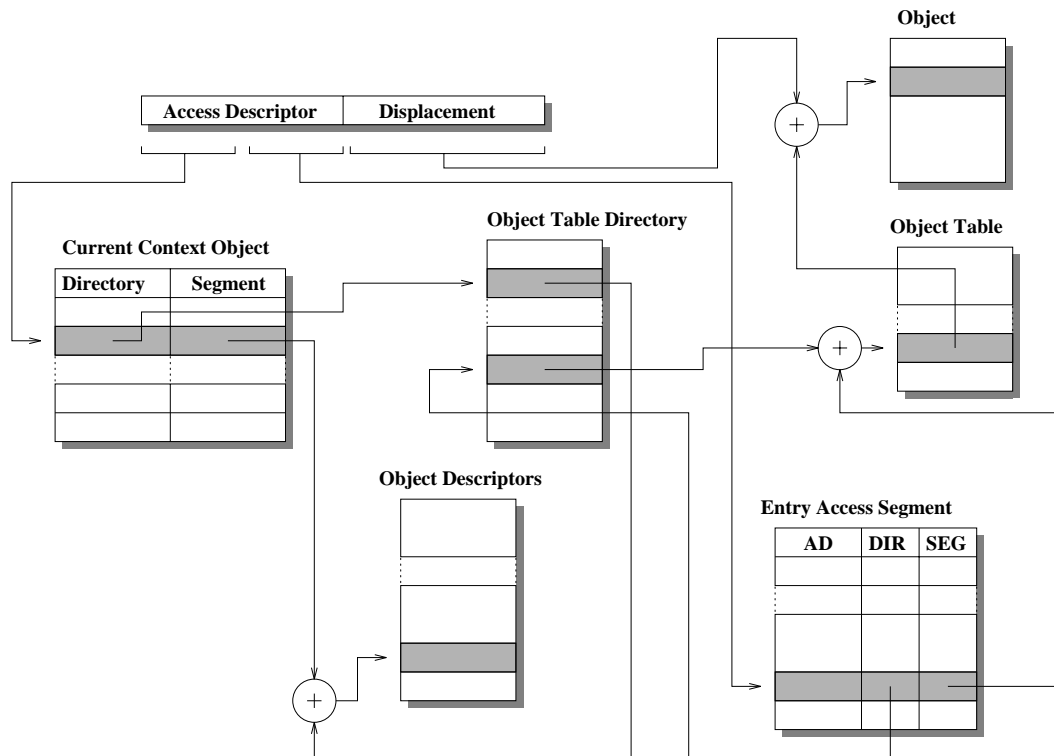 Object
Access Descriptor Displacement
+
Object Table Directory
Object Table
Current Context Object
Directory Segment
+
Object Descriptors
Entry Access Segment
AD DIR SEG
+